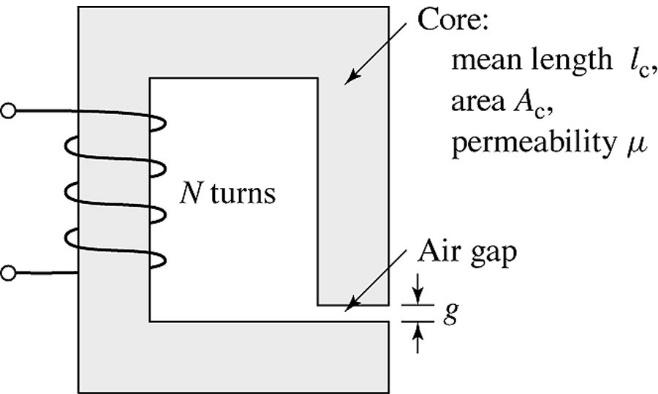 Core:
mean length l_c,
area A_c,
permeability μ
N turns
Air gap
g